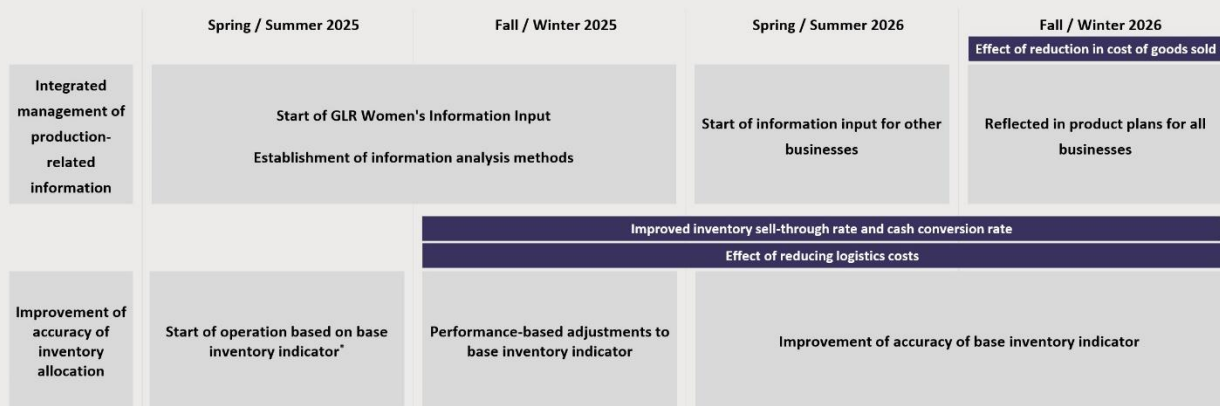 Spring / Summer 2025
Fall / Winter 2025
Spring / Summer 2026
Fall / Winter 2026
Effect of reduction in cost of goods sold
Integrated
management of
production-
related
information
Start of GLR Women's Information Input
Establishment of information analysis methods
Start of information input for other
businesses
Reflected in product plans for all
businesses
Improved inventory sell-through rate and cash conversion rate
Effect of reducing logistics costs
Improvement of
accuracy of
inventory
allocation
Start of operation based on base
inventory indicator*
Performance-based adjustments to
base inventory indicator
Improvement of accuracy of base inventory indicator